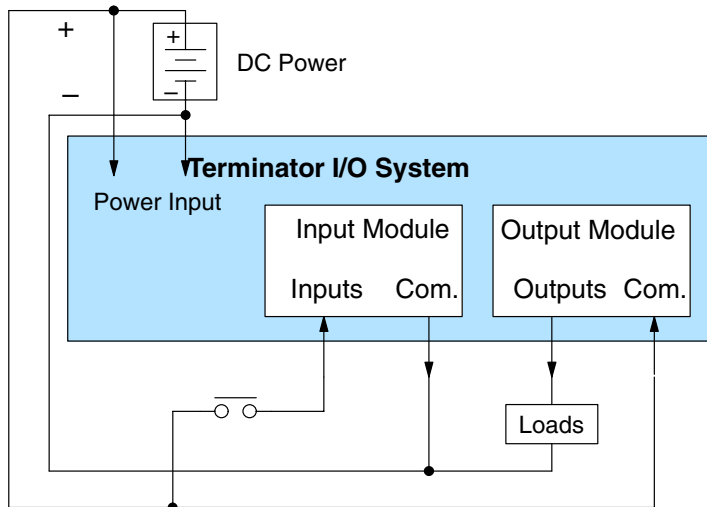 +
+
DC Power
–
–
Terminator I/O System
Power Input
Input Module
Output Module
Inputs Com.
Outputs Com.
Loads